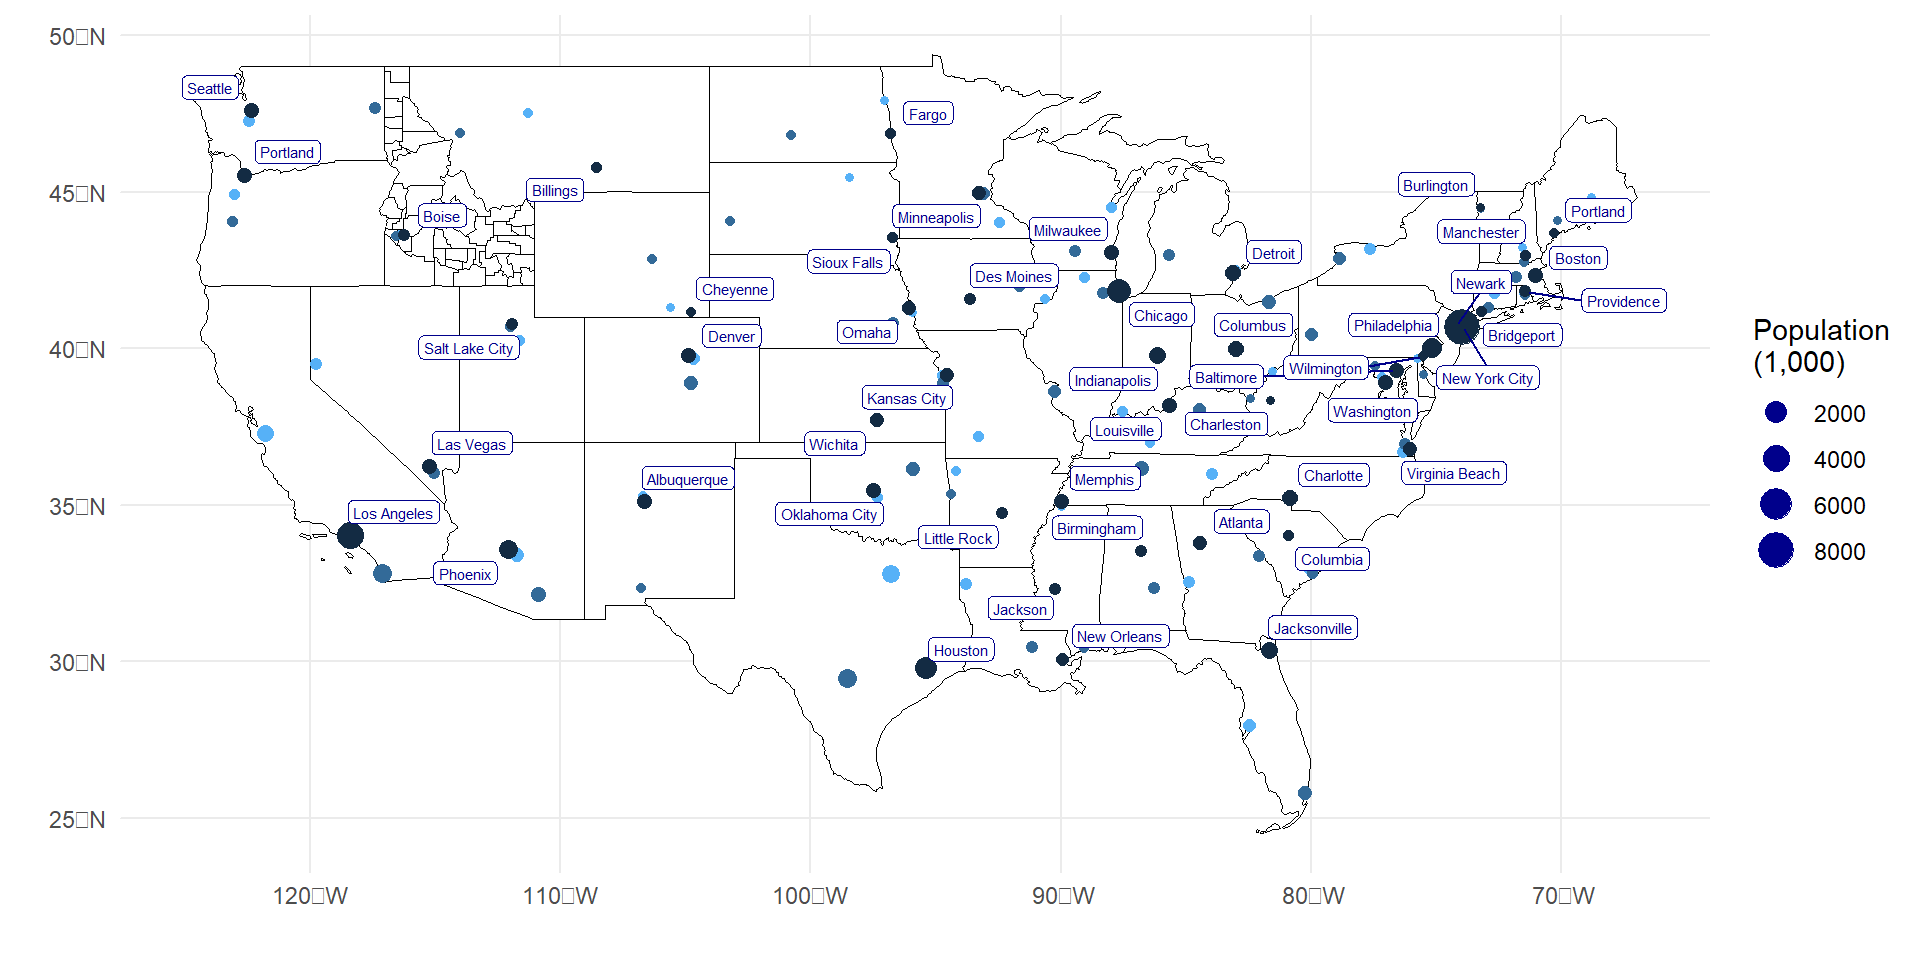 50□N
45□N
40□N
35□N
30□N
25□N
Seattle
Portland
Fargo
Billings
Boise
Minneapolis
Milwaukee
Burlington
Portland
Manchester
Boston
Detroit
Sioux Falls
Des Moines
Newark
Providence
Cheyenne
Chicago
Columbus
Philadelphia
Bridgeport
Denver
Omaha
Salt Lake City
Wilmington
Baltimore
New York City
Indianapolis
Kansas City
Washington
Louisville
Charleston
Las Vegas
Wichita
Albuquerque
Memphis
Charlotte
Virginia Beach
Los Angeles
Oklahoma City
Birmingham
Atlanta
Little Rock
Columbia
Phoenix
Jackson
Jacksonville
New Orleans
Houston
120□W
110□W
100□W
90□W
80□W
70□W
Population
(1,000)
2000
4000
6000
8000